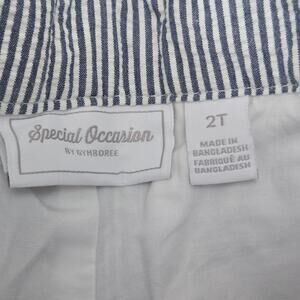 Special Occasion
BY GYMBOREE
2T
MADE IN
BANGLADESH
FABRIQUÉ AU
BANGLADESH